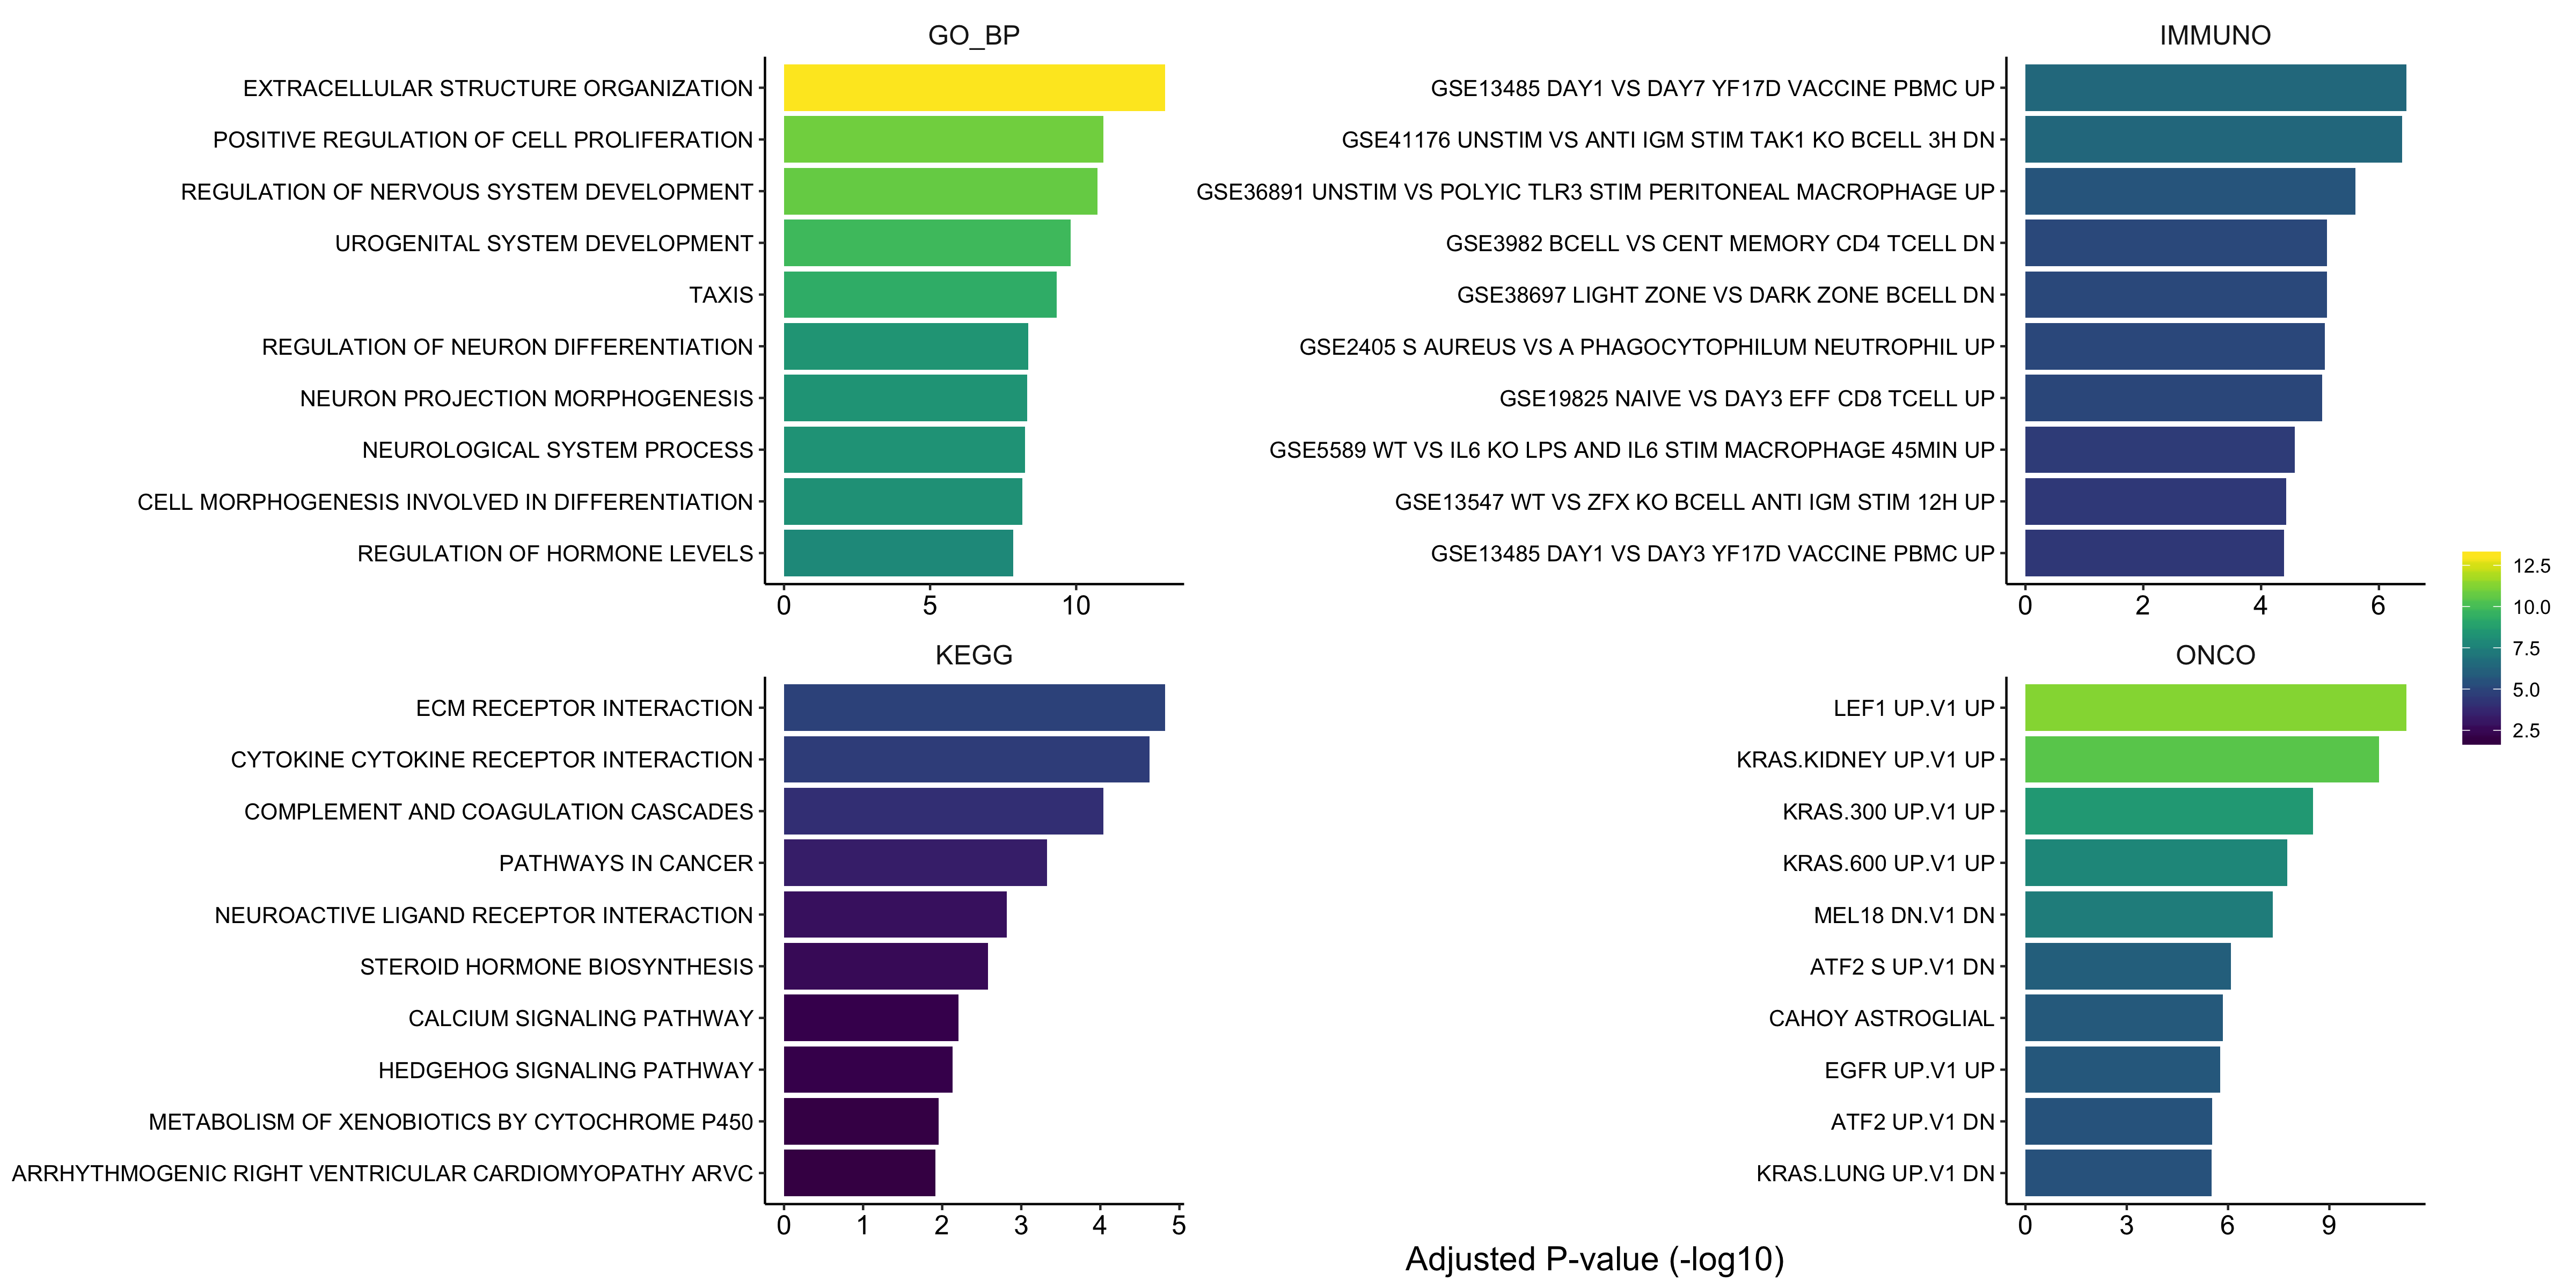 GO_BP
EXTRACELLULAR STRUCTURE ORGANIZATION
POSITIVE REGULATION OF CELL PROLIFERATION
REGULATION OF NERVOUS SYSTEM DEVELOPMENT
UROGENITAL SYSTEM DEVELOPMENT
TAXIS
REGULATION OF NEURON DIFFERENTIATION
NEURON PROJECTION MORPHOGENESIS
NEUROLOGICAL SYSTEM PROCESS
CELL MORPHOGENESIS INVOLVED IN DIFFERENTIATION
REGULATION OF HORMONE LEVELS
0 5 10
IMMUNO
GSE13485 DAY1 VS DAY7 YF17D VACCINE PBMC UP
GSE41176 UNSTIM VS ANTI IGM STIM TAK1 KO BCELL 3H DN
GSE36891 UNSTIM VS POLYIC TLR3 STIM PERITONEAL MACROPHAGE UP
GSE3982 BCELL VS CENT MEMORY CD4 TCELL DN
GSE38697 LIGHT ZONE VS DARK ZONE BCELL DN
GSE2405 S AUREUS VS A PHAGOCYTOPHILUM NEUTROPHIL UP
GSE19825 NAIVE VS DAY3 EFF CD8 TCELL UP
GSE5589 WT VS IL6 KO LPS AND IL6 STIM MACROPHAGE 45MIN UP
GSE13547 WT VS ZFX KO BCELL ANTI IGM STIM 12H UP
GSE13485 DAY1 VS DAY3 YF17D VACCINE PBMC UP
0 2 4 6
KEGG
ECM RECEPTOR INTERACTION
CYTOKINE CYTOKINE RECEPTOR INTERACTION
COMPLEMENT AND COAGULATION CASCADES
PATHWAYS IN CANCER
NEUROACTIVE LIGAND RECEPTOR INTERACTION
STEROID HORMONE BIOSYNTHESIS
CALCIUM SIGNALING PATHWAY
HEDGEHOG SIGNALING PATHWAY
METABOLISM OF XENOBIOTICS BY CYTOCHROME P450
ARRHYTHMOGENIC RIGHT VENTRICULAR CARDIOMYOPATHY ARVC
0 1 2 3 4 5
ONCO
LEF1 UP.V1 UP
KRAS.KIDNEY UP.V1 UP
KRAS.300 UP.V1 UP
KRAS.600 UP.V1 UP
MEL18 DN.V1 DN
ATF2 S UP.V1 DN
CAHOY ASTROGLIAL
EGFR UP.V1 UP
ATF2 UP.V1 DN
KRAS.LUNG UP.V1 DN
0 3 6 9
Adjusted P-value (-log10)
12.5
10.0
7.5
5.0
2.5